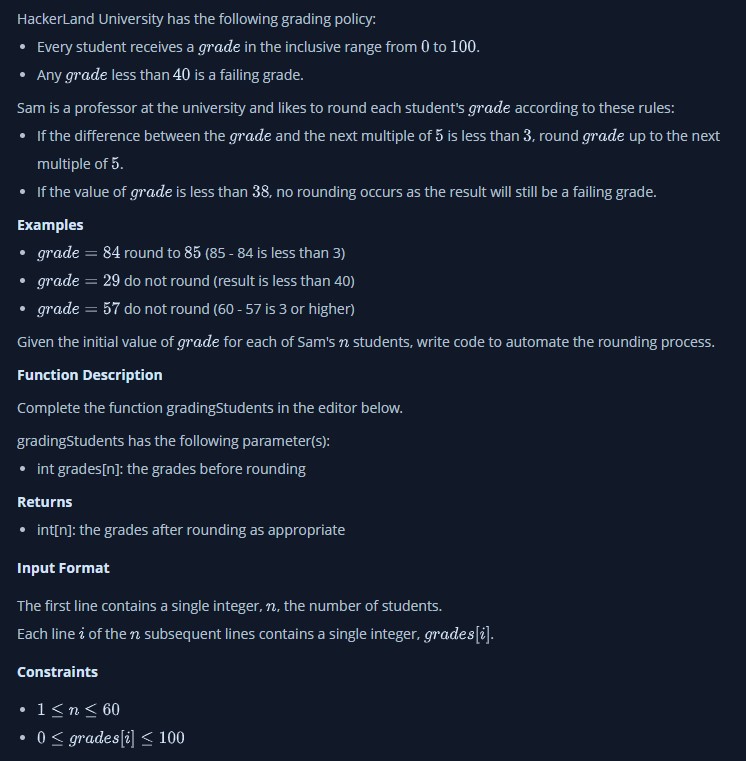 HackerLand University has the following grading policy:
• Every student receives a grade in the inclusive range from 0 to 100.
• Any grade less than 40 is a failing grade.
Sam is a professor at the university and likes to round each student's grade according to these rules:
• If the difference between the grade and the next multiple of 5 is less than 3, round grade up to the next
multiple of 5.
• If the value of grade is less than 38, no rounding occurs as the result will still be a failing grade.
Examples
• grade = 84 round to 85 (85 - 84 is less than 3)
• grade = 29 do not round (result is less than 40)
• grade = 57 do not round (60 - 57 is 3 or higher)
Given the initial value of grade for each of Sam's n students, write code to automate the rounding process.
Function Description
Complete the function gradingStudents in the editor below.
gradingStudents has the following parameter(s):
• int grades[n]: the grades before rounding
Returns
• int[n]: the grades after rounding as appropriate
Input Format
The first line contains a single integer, n, the number of students.
Each line i of the n subsequent lines contains a single integer, grades[i].
Constraints
• 1 ≤ n ≤ 60
• 0 ≤ grades[i] ≤ 100